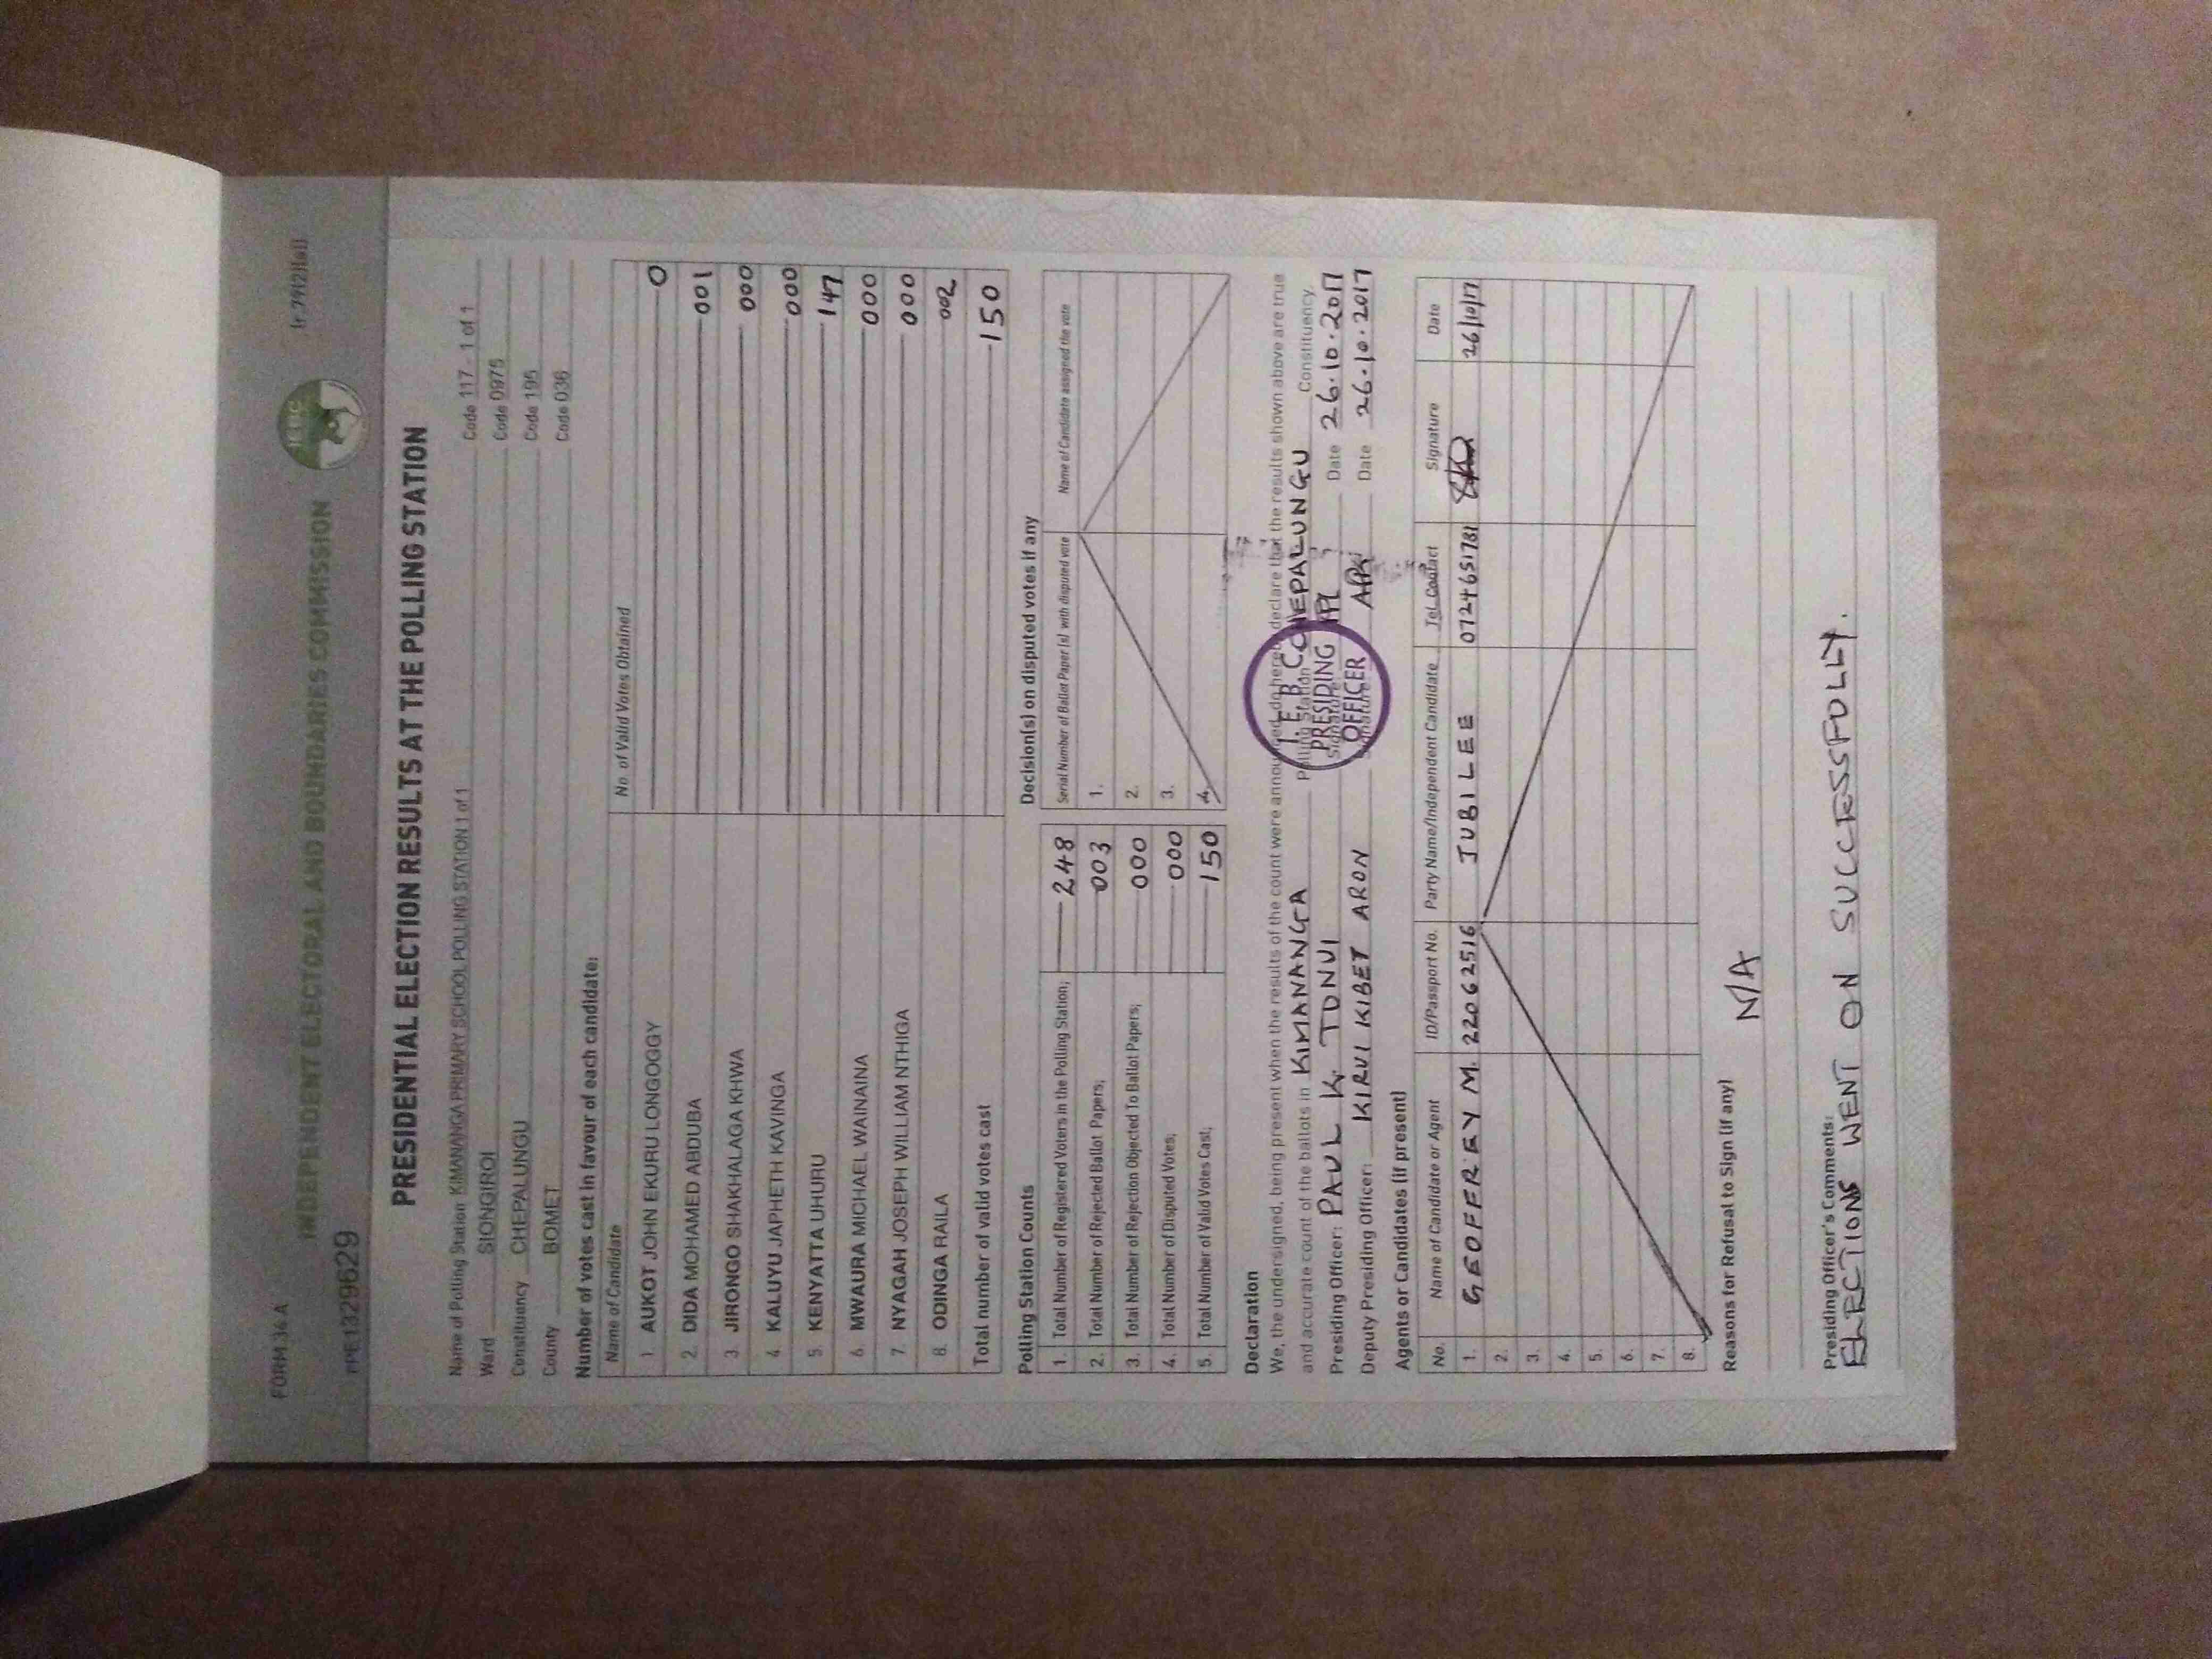 FORM 34 A
(r.79(2)(a))
INDEPENDENT ELECTORAL AND BOUNDARIES COMMISSION
IEBC
PPE1329629
PRESIDENTIAL ELECTION RESULTS AT THE POLLING STATION
Name of Polling Station KIMANANGA PRIMARY SCHOOL POLLING STATION 1 of 1 Code 117 - 1 of 1
Ward SIONGIROI Code 0975
Constituency CHEPALUNGU Code 195
County BOMET Code 036
Number of votes cast in favour of each candidate:
Name of Candidate No. of Valid Votes Obtained
1. AUKOT JOHN EKURU LONGOGGY 0
2. DIDA MOHAMED ABDUBA 001
3. JIRONGO SHAKHALAGA KHWA 000
4. KALUYU JAPHETH KAVINGA 000
5. KENYATTA UHURU 147
6. MWAURA MICHAEL WAINAINA 000
7. NYAGAH JOSEPH WILLIAM NTHIGA 000
8. ODINGA RAILA 002
Total number of valid votes cast 150
Polling Station Counts
1. Total Number of Registered Voters in the Polling Station; 248
2. Total Number of Rejected Ballot Papers; 003
3. Total Number of Rejection Objected To Ballot Papers; 000
4. Total Number of Disputed Votes; 000
5. Total Number of Valid Votes Cast; 150
Decision(s) on disputed votes if any
Serial Number of Ballot Paper(s) with disputed vote Name of Candidate assigned the vote
1.
2.
3.
4.
Declaration
We, the undersigned, being present when the results of the count were announced, do hereby declare that the results shown above are true
and accurate count of the ballots in KIMANANGA Polling Station CHEPALUNGU Constituency.
Presiding Officer: PAUL K. TONUI Signature Date 26.10.2017
Deputy Presiding Officer: KIRUI KIBET ARON Signature Date 26.10.2017
I.E.B.C
PRESIDING
OFFICER
Agents or Candidates (if present)
No. Name of Candidate or Agent ID/Passport No. Party Name/Independent Candidate Tel. Contact Signature Date
1. GEOFFREY M. 22062516 JUBILEE 0724651781 26/10/17
2.
3.
4.
5.
6.
7.
8.
Reasons for Refusal to Sign (if any)
N/A
Presiding Officer's Comments:
ELECTIONS WENT ON SUCCESSFULLY.